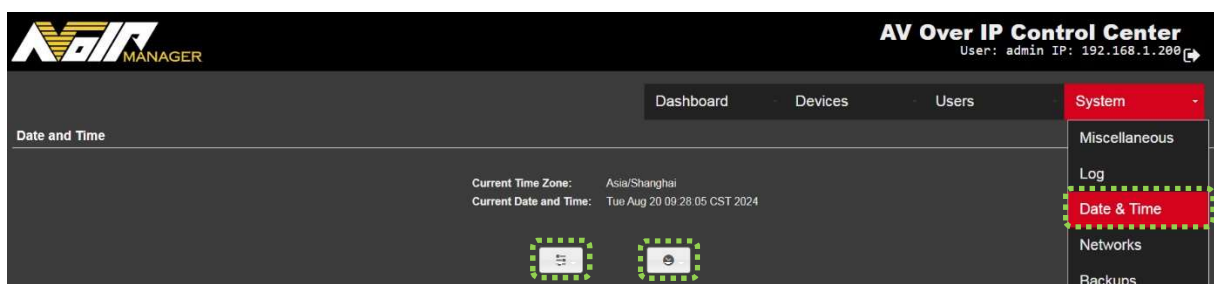 AVoIP MANAGER
AV Over IP Control Center
User: admin IP: 192.168.1.200
Dashboard Devices Users System
Date and Time
Miscellaneous
Log
Current Time Zone: Asia/Shanghai
Current Date and Time: Tue Aug 20 09:28:05 CST 2024
Date & Time
Networks
Backups